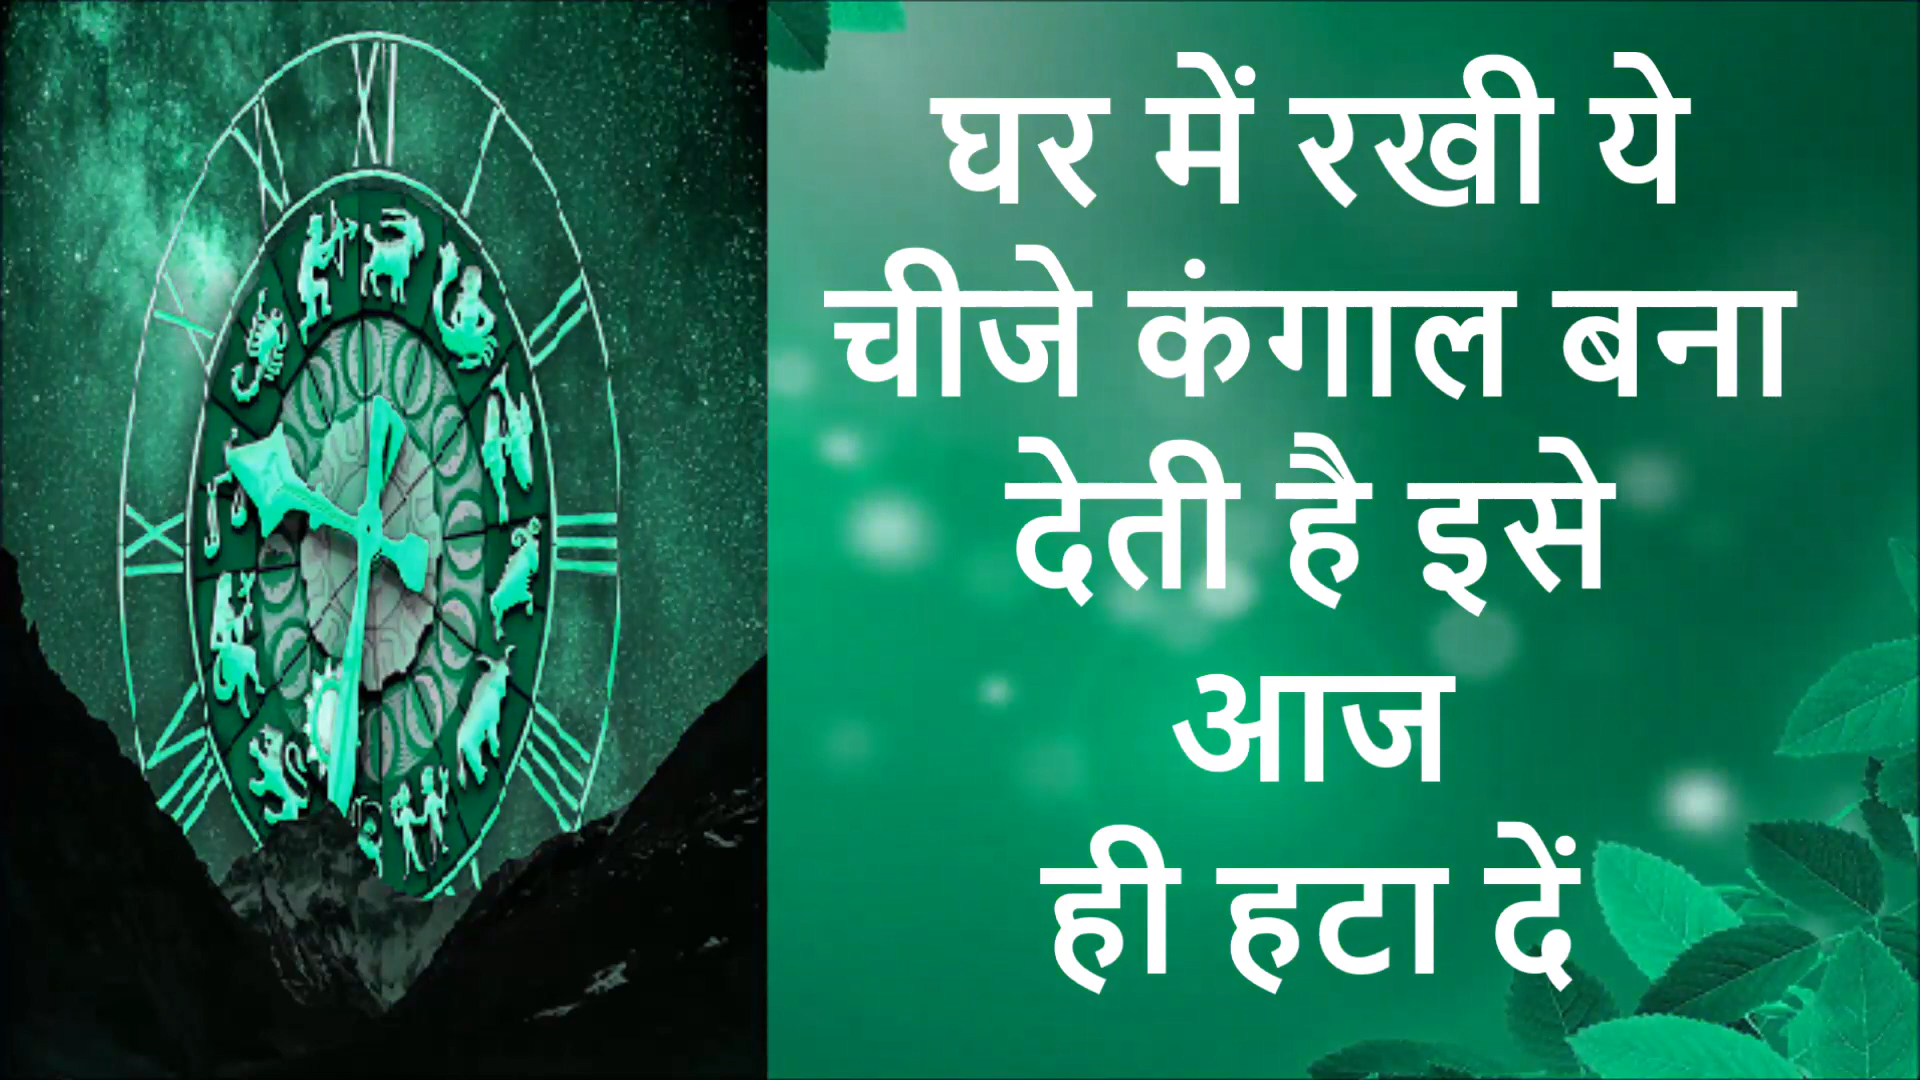 घर में रखी ये
चीजे कंगाल बना
देती है इसे
आज
ही हटा दें